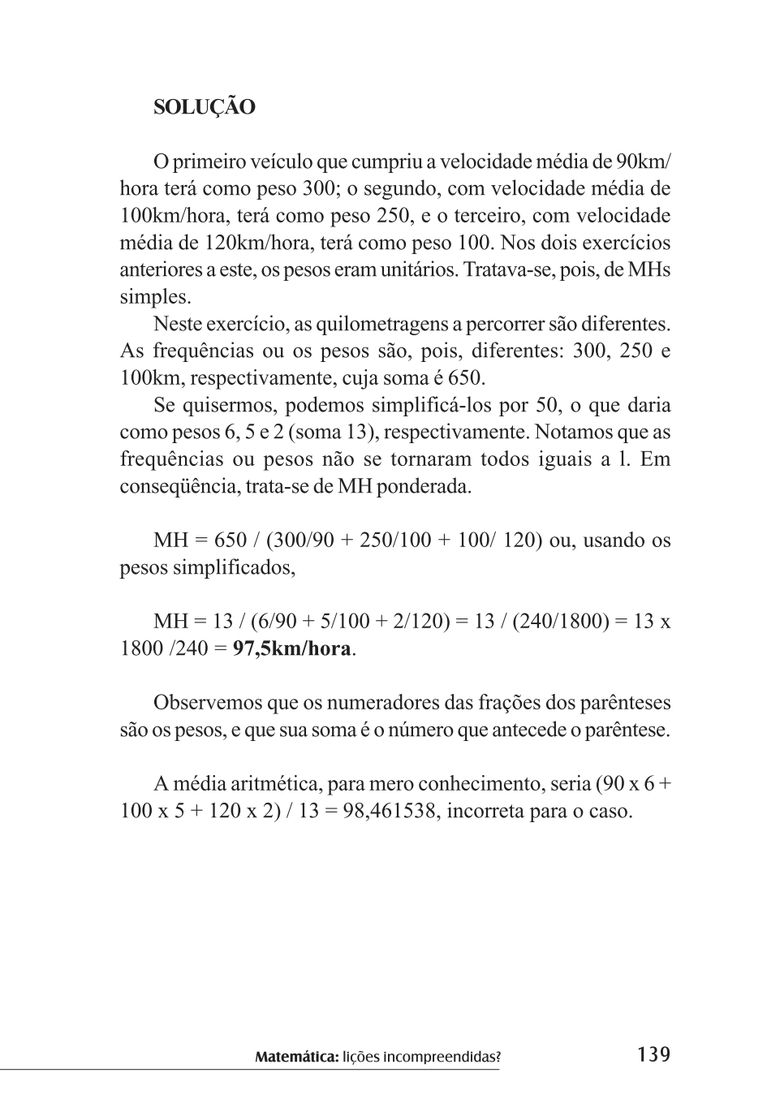 SOLUÇÃO
O primeiro veículo que cumpriu a velocidade média de 90km/
hora terá como peso 300; o segundo, com velocidade média de
100km/hora, terá como peso 250, e o terceiro, com velocidade
média de 120km/hora, terá como peso 100. Nos dois exercícios
anteriores a este, os pesos eram unitários. Tratava-se, pois, de MHs
simples.
Neste exercício, as quilometragens a percorrer são diferentes.
As frequências ou os pesos são, pois, diferentes: 300, 250 e
100km, respectivamente, cuja soma é 650.
Se quisermos, podemos simplificá-los por 50, o que daria
como pesos 6, 5 e 2 (soma 13), respectivamente. Notamos que as
frequências ou pesos não se tornaram todos iguais a l. Em
conseqüência, trata-se de MH ponderada.
MH = 650 / (300/90 + 250/100 + 100/ 120) ou, usando os
pesos simplificados,
MH = 13 / (6/90 + 5/100 + 2/120) = 13 / (240/1800) = 13 x
1800 /240 = 97,5km/hora.
Observemos que os numeradores das frações dos parênteses
são os pesos, e que sua soma é o número que antecede o parêntese.
A média aritmética, para mero conhecimento, seria (90 x 6 +
100 x 5 + 120 x 2) / 13 = 98,461538, incorreta para o caso.
Matemática: lições incompreendidas? 139